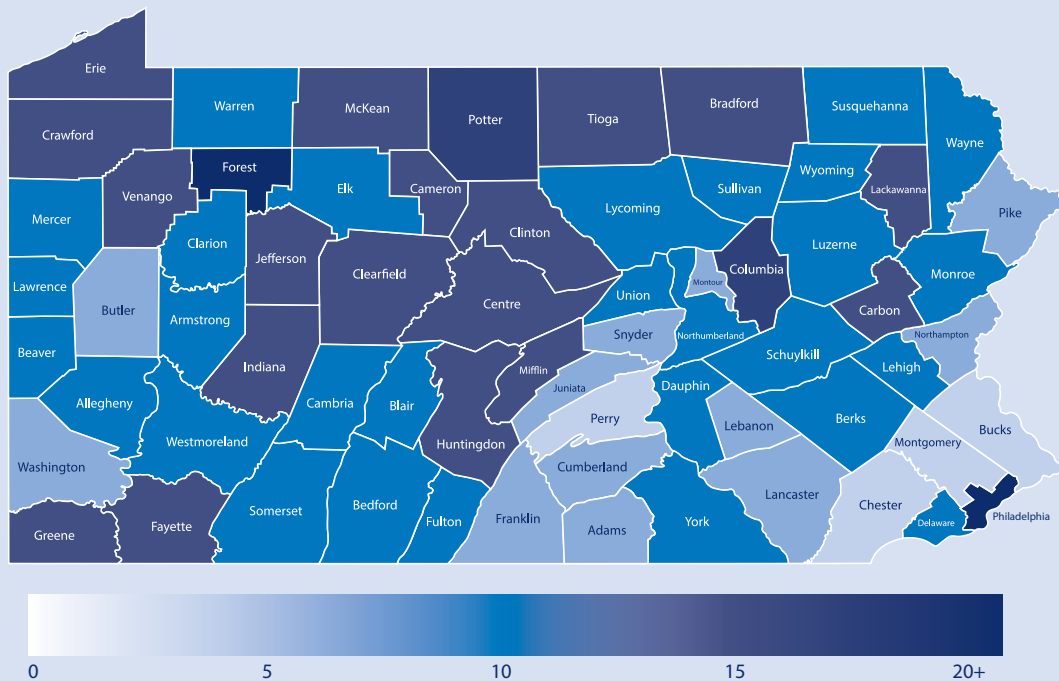 Erie
Crawford
Warren
McKean
Potter
Tioga
Bradford
Susquehanna
Wayne
Forest
Elk
Cameron
Venango
Mercer
Clarion
Jefferson
Clearfield
Clinton
Lycoming
Sullivan
Wyoming
Lackawanna
Pike
Luzerne
Monroe
Columbia
Montour
Carbon
Centre
Union
Lawrence
Butler
Armstrong
Snyder
Northumberland
Northampton
Schuylkill
Lehigh
Beaver
Indiana
Mifflin
Juniata
Dauphin
Allegheny
Cambria
Blair
Huntingdon
Perry
Lebanon
Berks
Montgomery
Bucks
Washington
Westmoreland
Cumberland
Lancaster
Chester
Philadelphia
Delaware
Greene
Fayette
Somerset
Bedford
Fulton
Franklin
Adams
York
0 5 10 15 20+